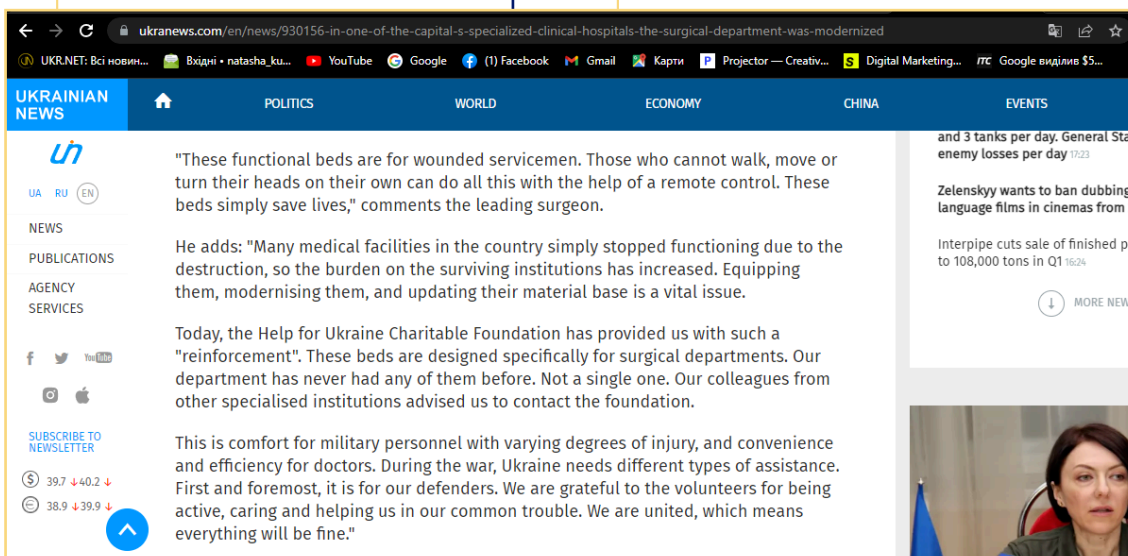 ukranews.com/en/news/930156-in-one-of-the-capital-s-specialized-clinical-hospitals-the-surgical-department-was-modernized
UKR.NET: Всі новин... Вхідні • natasha_ku... YouTube Google (1) Facebook Gmail Карти Projector — Creativ... Digital Marketing... ITC Google виділив $5...
UKRAINIAN
NEWS
POLITICS WORLD ECONOMY CHINA EVENTS
UA RU EN
NEWS
PUBLICATIONS
AGENCY
SERVICES
You Tube
SUBSCRIBE TO
NEWSLETTER
$ 39.7 ↓40.2 ↓
€ 38.9 ↓39.9 ↓
"These functional beds are for wounded servicemen. Those who cannot walk, move or
turn their heads on their own can do all this with the help of a remote control. These
beds simply save lives," comments the leading surgeon.
He adds: "Many medical facilities in the country simply stopped functioning due to the
destruction, so the burden on the surviving institutions has increased. Equipping
them, modernising them, and updating their material base is a vital issue.
Today, the Help for Ukraine Charitable Foundation has provided us with such a
"reinforcement". These beds are designed specifically for surgical departments. Our
department has never had any of them before. Not a single one. Our colleagues from
other specialised institutions advised us to contact the foundation.
This is comfort for military personnel with varying degrees of injury, and convenience
and efficiency for doctors. During the war, Ukraine needs different types of assistance.
First and foremost, it is for our defenders. We are grateful to the volunteers for being
active, caring and helping us in our common trouble. We are united, which means
everything will be fine."
and 3 tanks per day. General Sta
enemy losses per day 17:23
Zelenskyy wants to ban dubbing
language films in cinemas from
Interpipe cuts sale of finished p
to 108,000 tons in Q1 16:24
MORE NEW